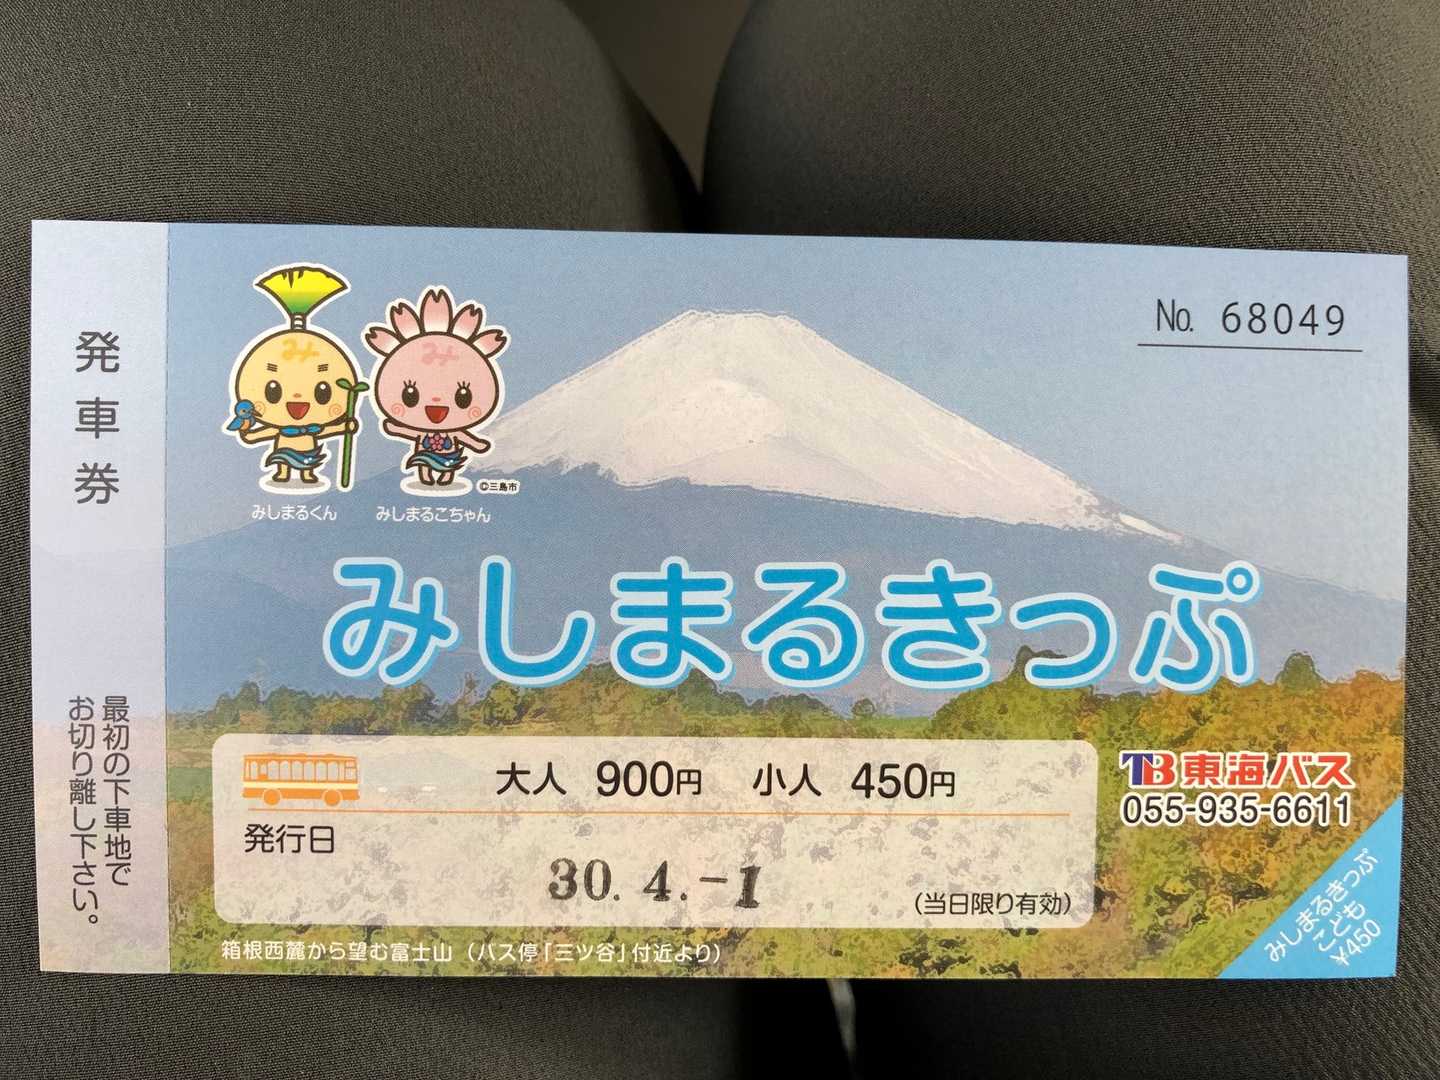 発車券
最初の下車地で
お切り離し下さい。
No. 68049
み
み
©三島市
みしまるくん
みしまるこちゃん
みしまるきっぷ
大人 900円 小人 450円
発行日
30. 4. -1
(当日限り有効)
TB東海バス
055-935-6611
みしまるきっぷ
こども
¥450
箱根西麓から望む富士山(バス停「三ツ谷」付近より)